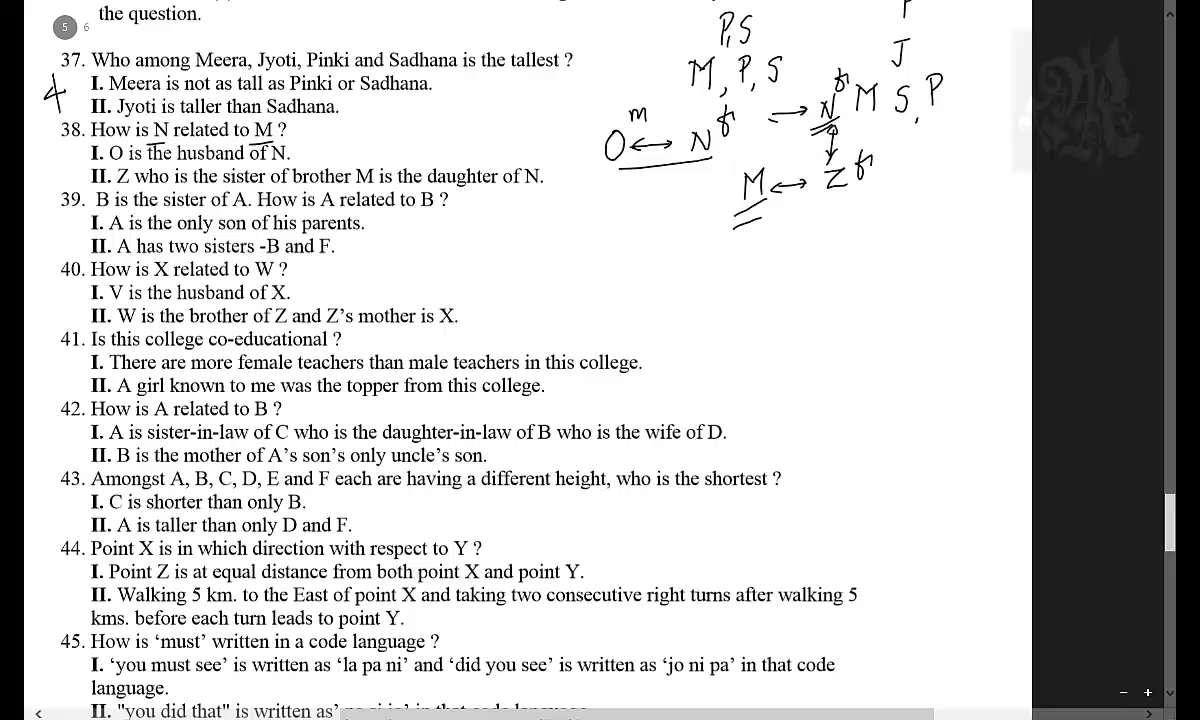 the question.
5 6
37. Who among Meera, Jyoti, Pinki and Sadhana is the tallest ?
I. Meera is not as tall as Pinki or Sadhana.
II. Jyoti is taller than Sadhana.
38. How is N related to M ?
I. O is the husband of N.
II. Z who is the sister of brother M is the daughter of N.
39. B is the sister of A. How is A related to B ?
I. A is the only son of his parents.
II. A has two sisters -B and F.
40. How is X related to W ?
I. V is the husband of X.
II. W is the brother of Z and Z’s mother is X.
41. Is this college co-educational ?
I. There are more female teachers than male teachers in this college.
II. A girl known to me was the topper from this college.
42. How is A related to B ?
I. A is sister-in-law of C who is the daughter-in-law of B who is the wife of D.
II. B is the mother of A’s son’s only uncle’s son.
43. Amongst A, B, C, D, E and F each are having a different height, who is the shortest ?
I. C is shorter than only B.
II. A is taller than only D and F.
44. Point X is in which direction with respect to Y ?
I. Point Z is at equal distance from both point X and point Y.
II. Walking 5 km. to the East of point X and taking two consecutive right turns after walking 5
kms. before each turn leads to point Y.
45. How is ‘must’ written in a code language ?
I. ‘you must see’ is written as ‘la pa ni’ and ‘did you see’ is written as ‘jo ni pa’ in that code
language.
II. "you did that" is written as’
4
P, S
M, P, S
J
M S, P
m
O ↔ N
→ N
M ↔ Z